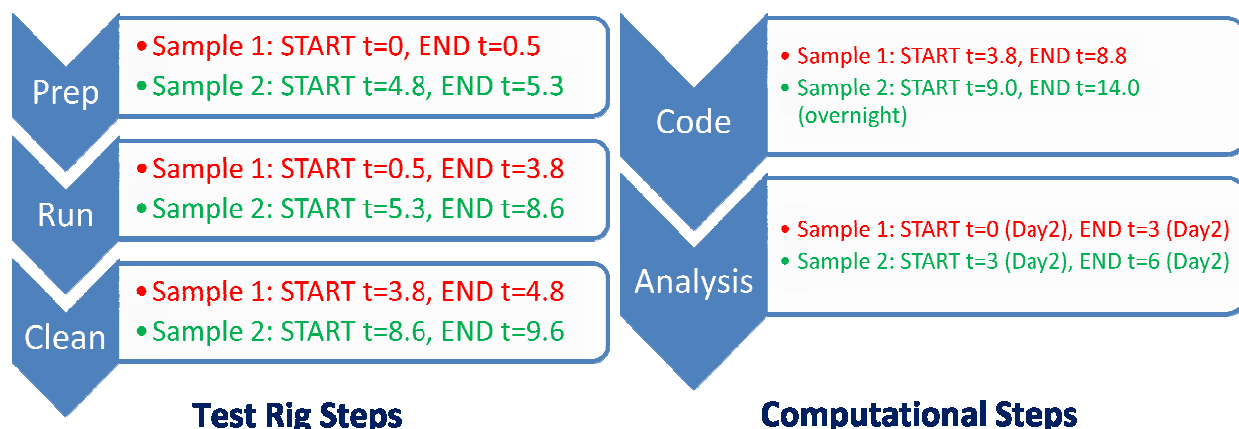 Prep
• Sample 1: START t=0, END t=0.5
• Sample 2: START t=4.8, END t=5.3
Run
• Sample 1: START t=0.5, END t=3.8
• Sample 2: START t=5.3, END t=8.6
Clean
• Sample 1: START t=3.8, END t=4.8
• Sample 2: START t=8.6, END t=9.6
Test Rig Steps
Code
• Sample 1: START t=3.8, END t=8.8
• Sample 2: START t=9.0, END t=14.0
(overnight)
Analysis
• Sample 1: START t=0 (Day2), END t=3 (Day2)
• Sample 2: START t=3 (Day2), END t=6 (Day2)
Computational Steps